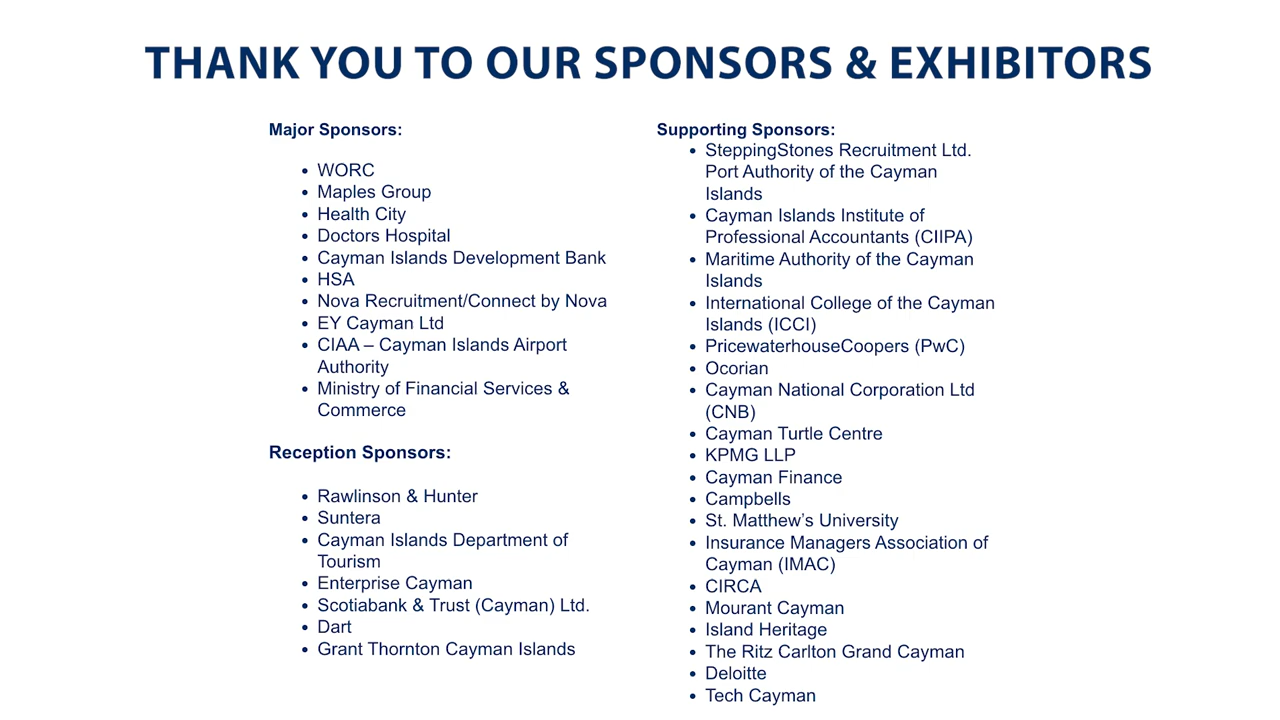 THANK YOU TO OUR SPONSORS & EXHIBITORS
Major Sponsors:
• WORC
• Maples Group
• Health City
• Doctors Hospital
• Cayman Islands Development Bank
• HSA
• Nova Recruitment/Connect by Nova
• EY Cayman Ltd
• CIAA – Cayman Islands Airport
Authority
• Ministry of Financial Services &
Commerce
Reception Sponsors:
• Rawlinson & Hunter
• Suntera
• Cayman Islands Department of
Tourism
• Enterprise Cayman
• Scotiabank & Trust (Cayman) Ltd.
• Dart
• Grant Thornton Cayman Islands
Supporting Sponsors:
• SteppingStones Recruitment Ltd.
Port Authority of the Cayman
Islands
• Cayman Islands Institute of
Professional Accountants (CIIPA)
• Maritime Authority of the Cayman
Islands
• International College of the Cayman
Islands (ICCI)
• PricewaterhouseCoopers (PwC)
• Ocorian
• Cayman National Corporation Ltd
(CNB)
• Cayman Turtle Centre
• KPMG LLP
• Cayman Finance
• Campbells
• St. Matthew’s University
• Insurance Managers Association of
Cayman (IMAC)
• CIRCA
• Mourant Cayman
• Island Heritage
• The Ritz Carlton Grand Cayman
• Deloitte
• Tech Cayman